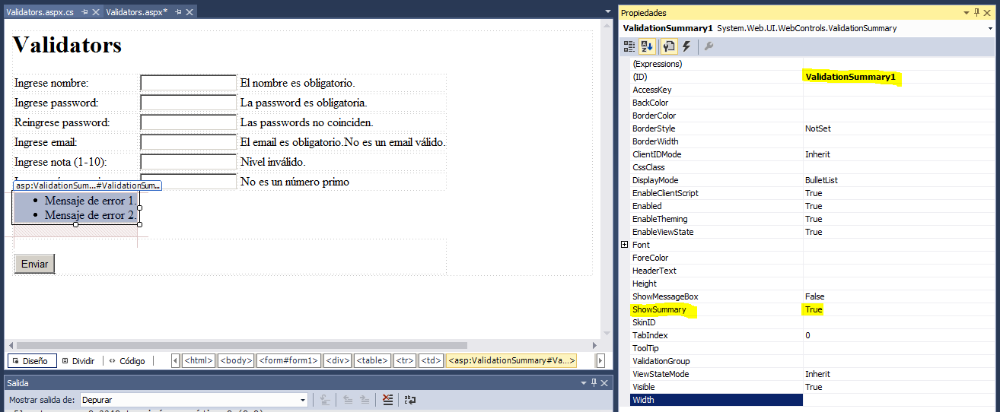 Validators.aspx.cs Validators.aspx*
Validators
Ingrese nombre: El nombre es obligatorio.
Ingrese password: La password es obligatoria.
Reingrese password: Las passwords no coinciden.
Ingrese email: El email es obligatorio.No es un email válido.
Ingrese nota (1-10): Nivel inválido.
No es un número primo
asp:ValidationSum...#ValidationSum...
Mensaje de error 1.
Mensaje de error 2.
Enviar
Diseño Dividir Código <html> <body> <form#form1> <div> <table> <tr> <td> <asp:ValidationSummary#Va...>
Salida
Mostrar salida de: Depurar
Propiedades
ValidationSummary1 System.Web.UI.WebControls.ValidationSummary
(Expressions)
(ID) ValidationSummary1
AccessKey
BackColor
BorderColor
BorderStyle NotSet
BorderWidth
ClientIDMode Inherit
CssClass
DisplayMode BulletList
EnableClientScript True
Enabled True
EnableTheming True
EnableViewState True
Font
ForeColor
HeaderText
Height
ShowMessageBox False
ShowSummary True
SkinID
TabIndex 0
ToolTip
ValidationGroup
ViewStateMode Inherit
Visible True
Width